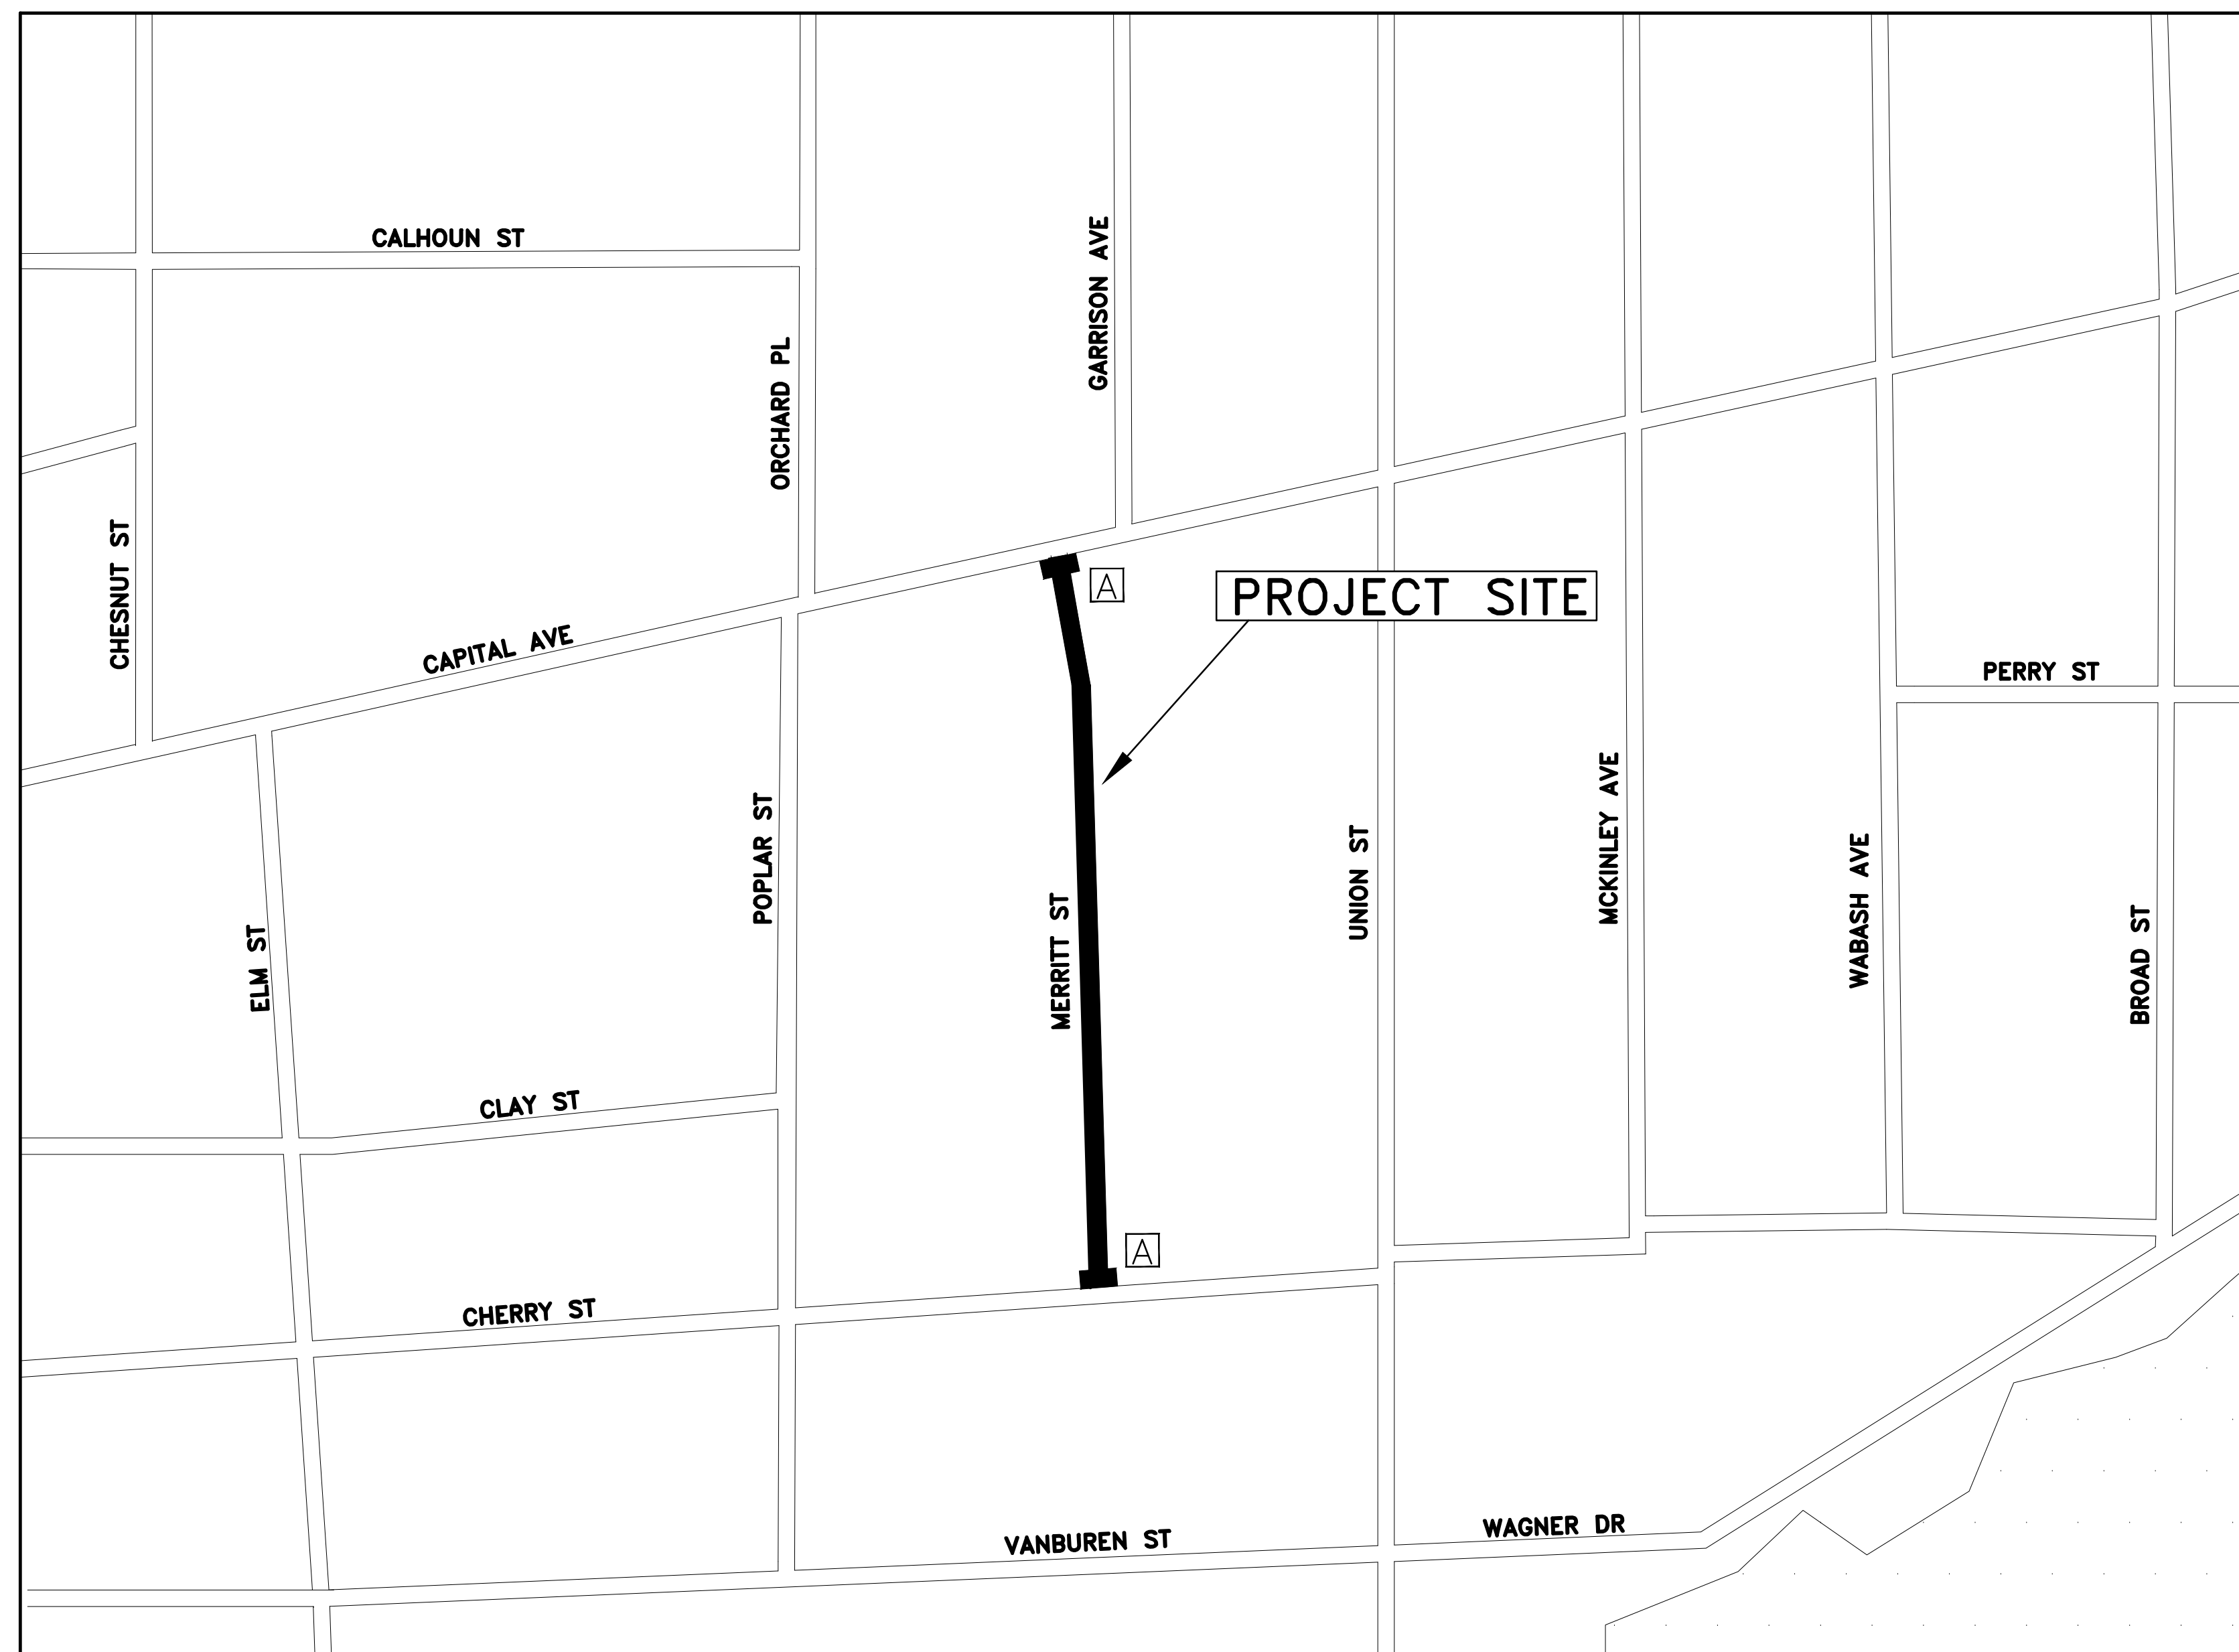 CALHOUN ST
GARRISON AVE
ORCHARD PL
CHESNUT ST
A
PROJECT SITE
CAPITAL AVE
PERRY ST
POPLAR ST
MCKINLEY AVE
UNION ST
WABASH AVE
MERRITT ST
BROAD ST
ELM ST
CLAY ST
A
CHERRY ST
VANBUREN ST
WAGNER DR